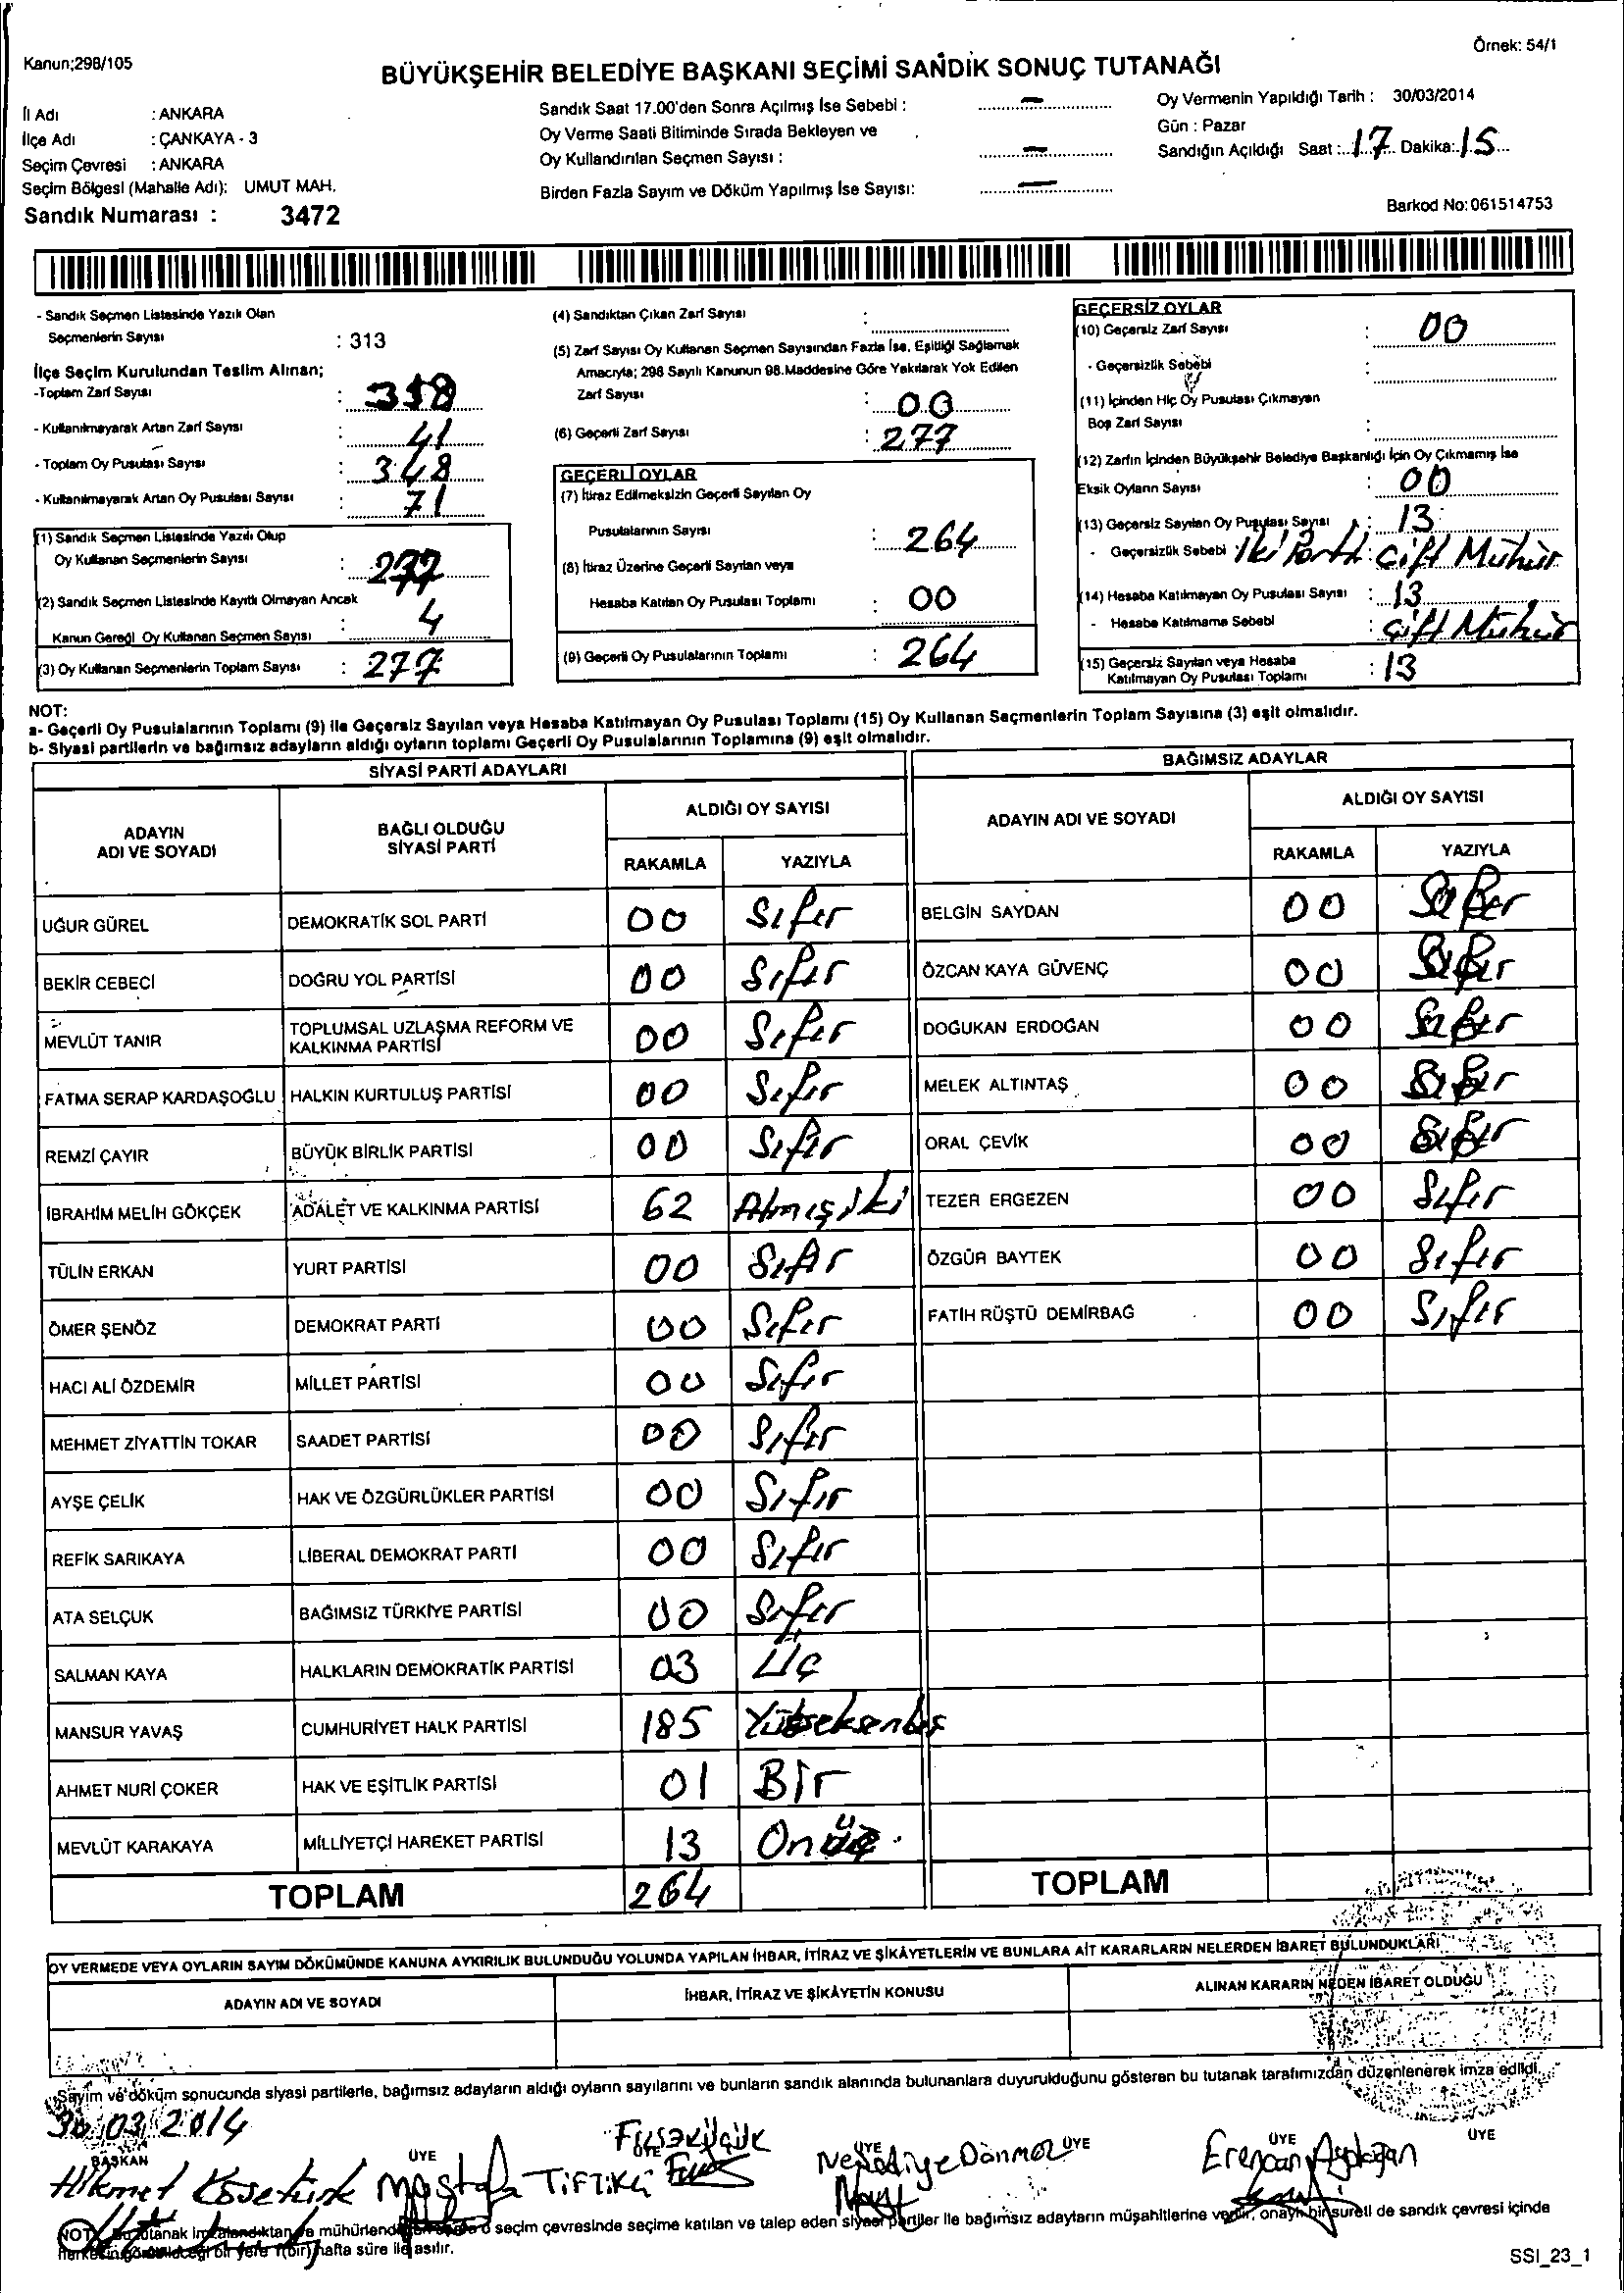 Örnek: 54/1
Kanun;298/105
BÜYÜKŞEHİR BELEDİYE BAŞKANI SEÇİMİ SANDIK SONUÇ TUTANAĞI
İl Adı : ANKARA
İlçe Adı : ÇANKAYA - 3
Seçim Çevresi : ANKARA
Seçim Bölgesi (Mahalle Adı): UMUT MAH.
Sandık Numarası : 3472
Sandık Saat 17.00'den Sonra Açılmış İse Sebebi : –
Oy Verme Saati Bitiminde Sırada Bekleyen ve
Oy Kullandırılan Seçmen Sayısı : –
Birden Fazla Sayım ve Döküm Yapılmış İse Sayısı: –
Oy Vermenin Yapıldığı Tarih : 30/03/2014
Gün : Pazar
Sandığın Açıldığı Saat : 17 Dakika: 15
Barkod No: 061514753
- Sandık Seçmen Listesinde Yazılı Olan
Seçmenlerin Sayısı : 313
İlçe Seçim Kurulundan Teslim Alınan;
-Toplam Zarf Sayısı : 318
- Kullanılmayarak Artan Zarf Sayısı : 41
- Toplam Oy Pusulası Sayısı : 348
- Kullanılmayarak Artan Oy Pusulası Sayısı : 71
(1) Sandık Seçmen Listesinde Yazılı Olup
Oy Kullanan Seçmenlerin Sayısı : 277
(2) Sandık Seçmen Listesinde Kayıtlı Olmayan Ancak
Kanun Gereği Oy Kullanan Seçmen Sayısı : 4
(3) Oy Kullanan Seçmenlerin Toplam Sayısı : 277
(4) Sandıktan Çıkan Zarf Sayısı :
(5) Zarf Sayısı Oy Kullanan Seçmen Sayısından Fazla İse, Eşitliği Sağlamak
Amacıyla; 298 Sayılı Kanunun 98.Maddesine Göre Yakılarak Yok Edilen
Zarf Sayısı : 00
(6) Geçerli Zarf Sayısı : 277
GEÇERLİ OYLAR
(7) İtiraz Edilmeksizin Geçerli Sayılan Oy
Pusulalarının Sayısı : 264
(8) İtiraz Üzerine Geçerli Sayılan veya
Hesaba Katılan Oy Pusulası Toplamı : 00
(9) Geçerli Oy Pusulalarının Toplamı : 264
GEÇERSİZ OYLAR
(10) Geçersiz Zarf Sayısı : 00
- Geçersizlik Sebebi :
(11) İçinden Hiç Oy Pusulası Çıkmayan
Boş Zarf Sayısı :
(12) Zarfın İçinden Büyükşehir Belediye Başkanlığı İçin Oy Çıkmamış İse
Eksik Oyların Sayısı : 00
(13) Geçersiz Sayılan Oy Pusulası Sayısı : 13
- Geçersizlik Sebebi : İki Parti Çift Mühür
(14) Hesaba Katılmayan Oy Pusulası Sayısı : 13
- Hesaba Katılmama Sebebi : Çift Mühür
(15) Geçersiz Sayılan veya Hesaba
Katılmayan Oy Pusulası Toplamı : 13
NOT:
a- Geçerli Oy Pusulalarının Toplamı (9) ile Geçersiz Sayılan veya Hesaba Katılmayan Oy Pusulası Toplamı (15) Oy Kullanan Seçmenlerin Toplam Sayısına (3) eşit olmalıdır.
b- Siyasi partilerin ve bağımsız adayların aldığı oyların toplamı Geçerli Oy Pusulalarının Toplamına (9) eşit olmalıdır.
SİYASİ PARTİ ADAYLARI
ADAYIN ADI VE SOYADI BAĞLI OLDUĞU SİYASİ PARTİ ALDIĞI OY SAYISI RAKAMLA YAZIYLA
UĞUR GÜREL DEMOKRATİK SOL PARTİ 00 Sıfır
BEKİR CEBECİ DOĞRU YOL PARTİSİ 00 Sıfır
MEVLÜT TANIR TOPLUMSAL UZLAŞMA REFORM VE KALKINMA PARTİSİ 00 Sıfır
FATMA SERAP KARDAŞOĞLU HALKIN KURTULUŞ PARTİSİ 00 Sıfır
REMZİ ÇAYIR BÜYÜK BİRLİK PARTİSİ 00 Sıfır
İBRAHİM MELİH GÖKÇEK ADALET VE KALKINMA PARTİSİ 62 Atmışiki
TÜLİN ERKAN YURT PARTİSİ 00 Sıfır
ÖMER ŞENÖZ DEMOKRAT PARTİ 00 Sıfır
HACI ALİ ÖZDEMİR MİLLET PARTİSİ 00 Sıfır
MEHMET ZİYATTİN TOKAR SAADET PARTİSİ 00 Sıfır
AYŞE ÇELİK HAK VE ÖZGÜRLÜKLER PARTİSİ 00 Sıfır
REFİK SARIKAYA LİBERAL DEMOKRAT PARTİ 00 Sıfır
ATA SELÇUK BAĞIMSIZ TÜRKİYE PARTİSİ 00 Sıfır
SALMAN KAYA HALKLARIN DEMOKRATİK PARTİSİ 03 Üç
MANSUR YAVAŞ CUMHURİYET HALK PARTİSİ 185 Yüzseksenbeş
AHMET NURİ ÇOKER HAK VE EŞİTLİK PARTİSİ 01 Bir
MEVLÜT KARAKAYA MİLLİYETÇİ HAREKET PARTİSİ 13 Onüç
TOPLAM 264
BAĞIMSIZ ADAYLAR
ADAYIN ADI VE SOYADI ALDIĞI OY SAYISI RAKAMLA YAZIYLA
BELGİN SAYDAN 00 Sıfır
ÖZCAN KAYA GÜVENÇ 00 Sıfır
DOĞUKAN ERDOĞAN 00 Sıfır
MELEK ALTINTAŞ 00 Sıfır
ORAL ÇEVİK 00 Sıfır
TEZER ERGEZEN 00 Sıfır
ÖZGÜR BAYTEK 00 Sıfır
FATİH RÜŞTÜ DEMİRBAĞ 00 Sıfır
TOPLAM
OY VERMEDE VEYA OYLARIN SAYIM DÖKÜMÜNDE KANUNA AYKIRILIK BULUNDUĞU YOLUNDA YAPILAN İHBAR, İTİRAZ VE ŞİKÂYETLERİN VE BUNLARA AİT KARARLARIN NELERDEN İBARET BULUNDUKLARI
ADAYIN ADI VE SOYADI İHBAR, İTİRAZ VE ŞİKÂYETİN KONUSU ALINAN KARARIN NEDEN İBARET OLDUĞU
Sayım ve döküm sonucunda siyasi partilerle, bağımsız adayların aldığı oyların sayılarını ve bunların sandık alanında bulunanlara duyurulduğunu gösteren bu tutanak tarafımızdan düzenlenerek imza edildi.
30/03/2014
BAŞKAN ÜYE ÜYE ÜYE ÜYE ÜYE ÜYE
Hikmet Kösetürk Mustafa TİFTİKÇİ Dönmez Erencan Aydoğan
NOT: Bu tutanak imzalandıktan ve mühürlendikten sonra o seçim çevresinde seçime katılan ve talep eden siyasi partiler ile bağımsız adayların müşahitlerine verilir, onaylı bir sureti de sandık çevresi içinde
herkesin görebileceği bir yere 1(bir) hafta süre ile asılır.
SSI_23_1